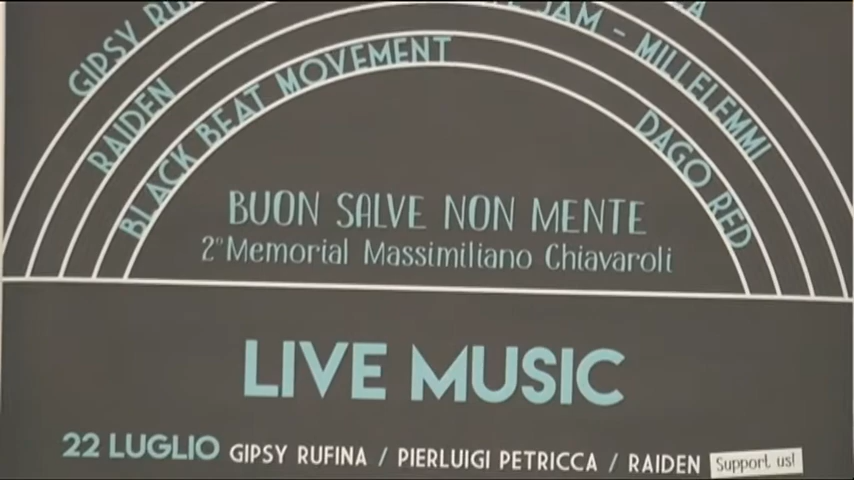 GIPSY
JAM - MILLELEMMI
RAIDEN
BLACK BEAT MOVEMENT
DAGO RED
BUON SALVE NON MENTE
2° Memorial Massimiliano Chiavaroli
LIVE MUSIC
22 LUGLIO GIPSY RUFINA / PIERLUIGI PETRICCA / RAIDEN Support us!